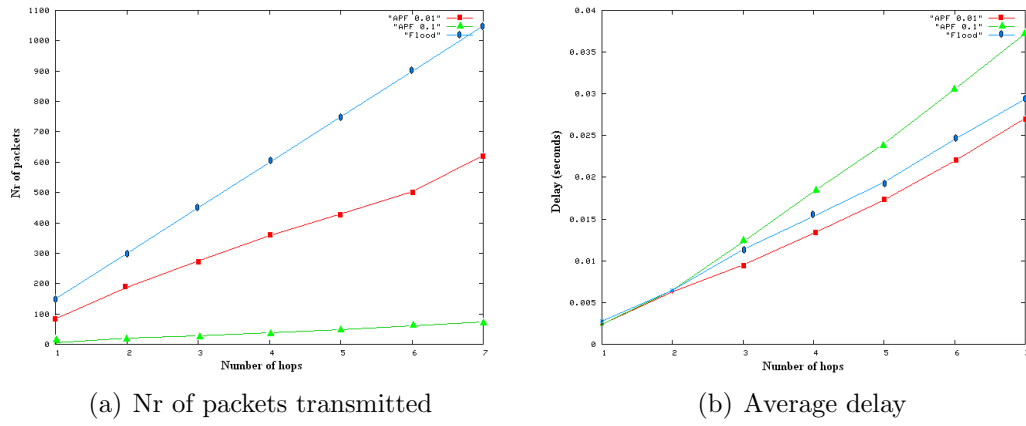 1100
1000
900
800
700
600
500
400
300
200
100
0
Nr of packets
"APF 0.01"
"APF 0.1"
"Flood"
1 2 3 4 5 6 7
Number of hops
(a) Nr of packets transmitted
0.04
0.035
0.03
0.025
0.02
0.015
0.01
0.005
0
Delay (seconds)
"APF 0.01"
"APF 0.1"
"Flood"
1 2 3 4 5 6 7
Number of hops
(b) Average delay